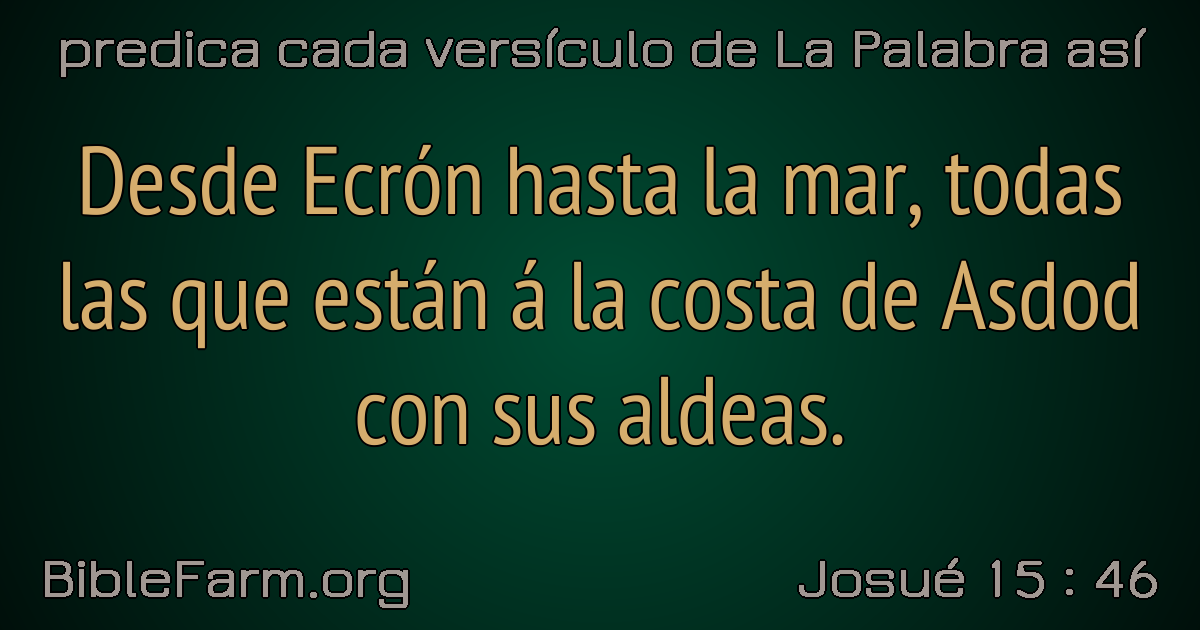 predica cada versículo de La Palabra así
Desde Ecrón hasta la mar, todas
las que están á la costa de Asdod
con sus aldeas.
BibleFarm.org
Josué 15 : 46